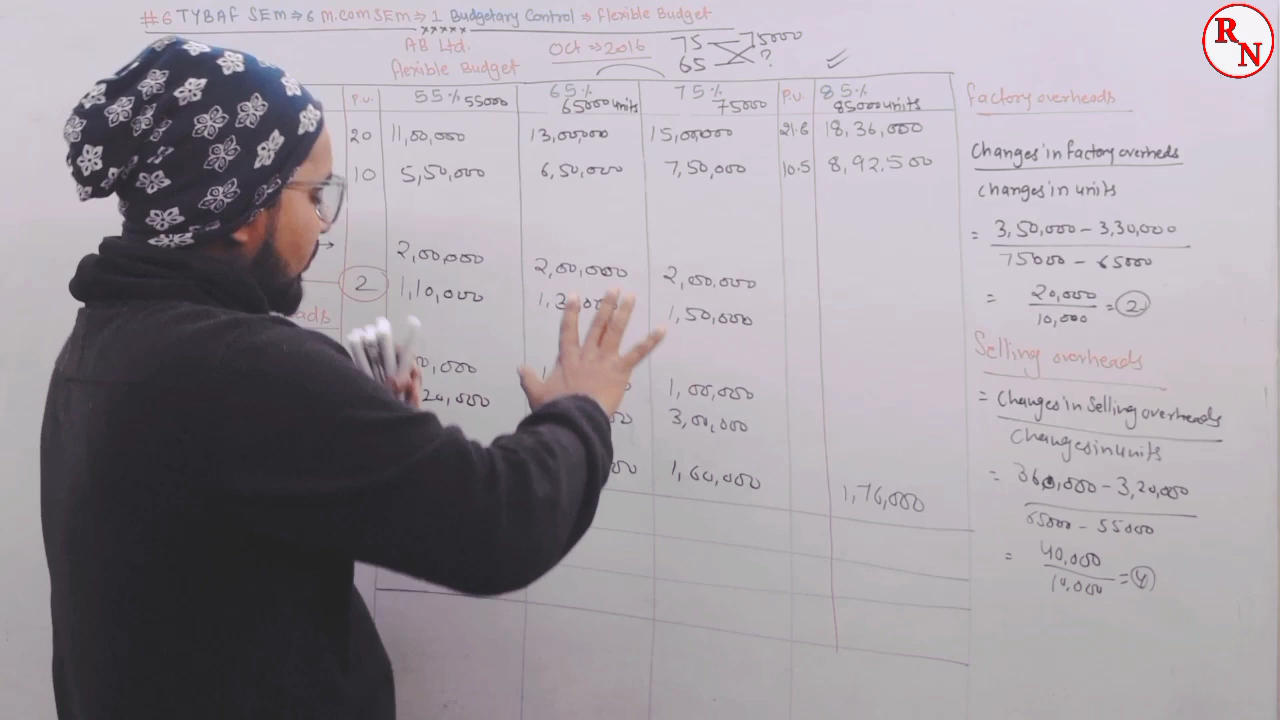 #6 TYBAF SEM⇒6 M.COM SEM⇒1 Budgetary Control ⇒ Flexible Budget
xxxxx
AB Ltd.
Flexible Budget
Oct ⇒ 2016
75 75000
65 ?
P.U. 55% 55000 65% 65000 units 75% 75000 P.U. 85% 85000 units
20 11,00,000 13,00,000 15,00,000 21.6 18,36,000
10 5,50,000 6,50,000 7,50,000 10.5 8,92,500
2,00,000 2,00,000 2,00,000
2 1,10,000 1,50,000
ads
1,00,000
3,00,000
1,60,000 1,76,000
Factory overheads
Changes in Factory overheds
Changes in units
= 3,50,000 - 3,30,000
75000 - 65000
= 20,000
10,000 = 2
Selling overheads
= Changes in Selling overheads
Changes in units
= 360,000 - 3,20,000
65000 - 55000
= 40,000
10,000 = 4
R
N